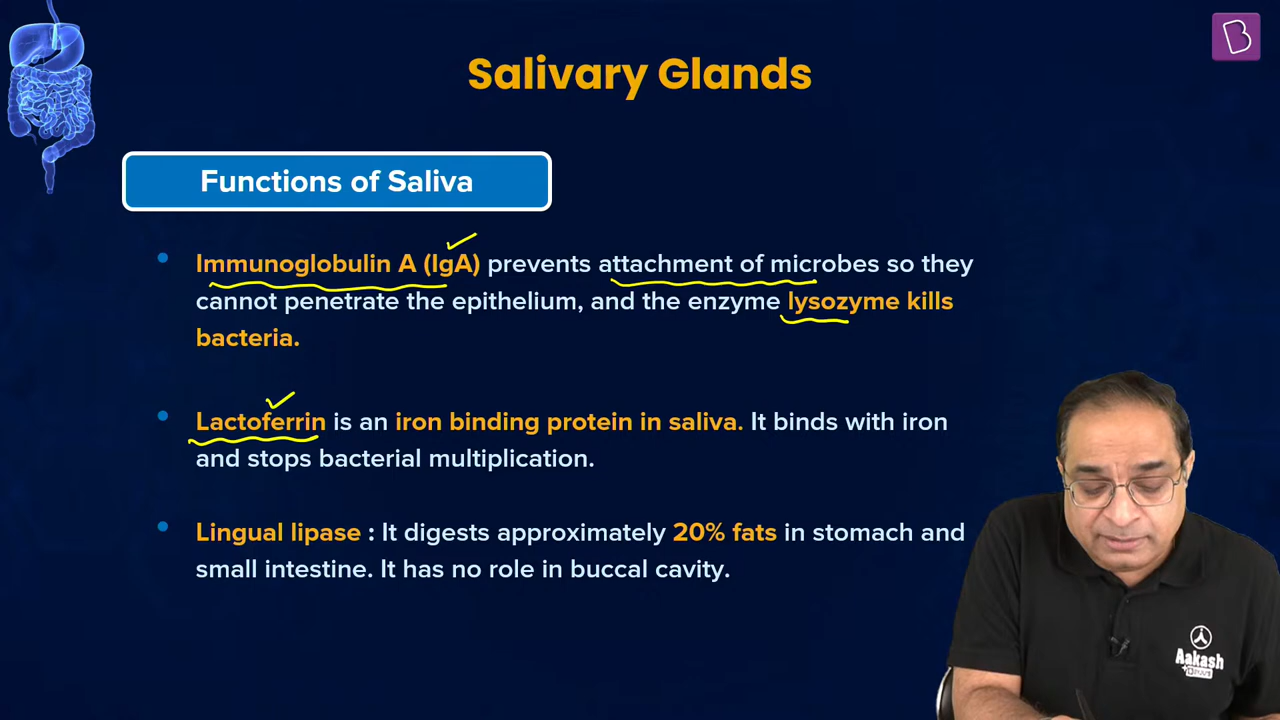 Salivary Glands
Functions of Saliva
Immunoglobulin A (IgA) prevents attachment of microbes so they
cannot penetrate the epithelium, and the enzyme lysozyme kills
bacteria.
Lactoferrin is an iron binding protein in saliva. It binds with iron
and stops bacterial multiplication.
Lingual lipase : It digests approximately 20% fats in stomach and
small intestine. It has no role in buccal cavity.
Aakash